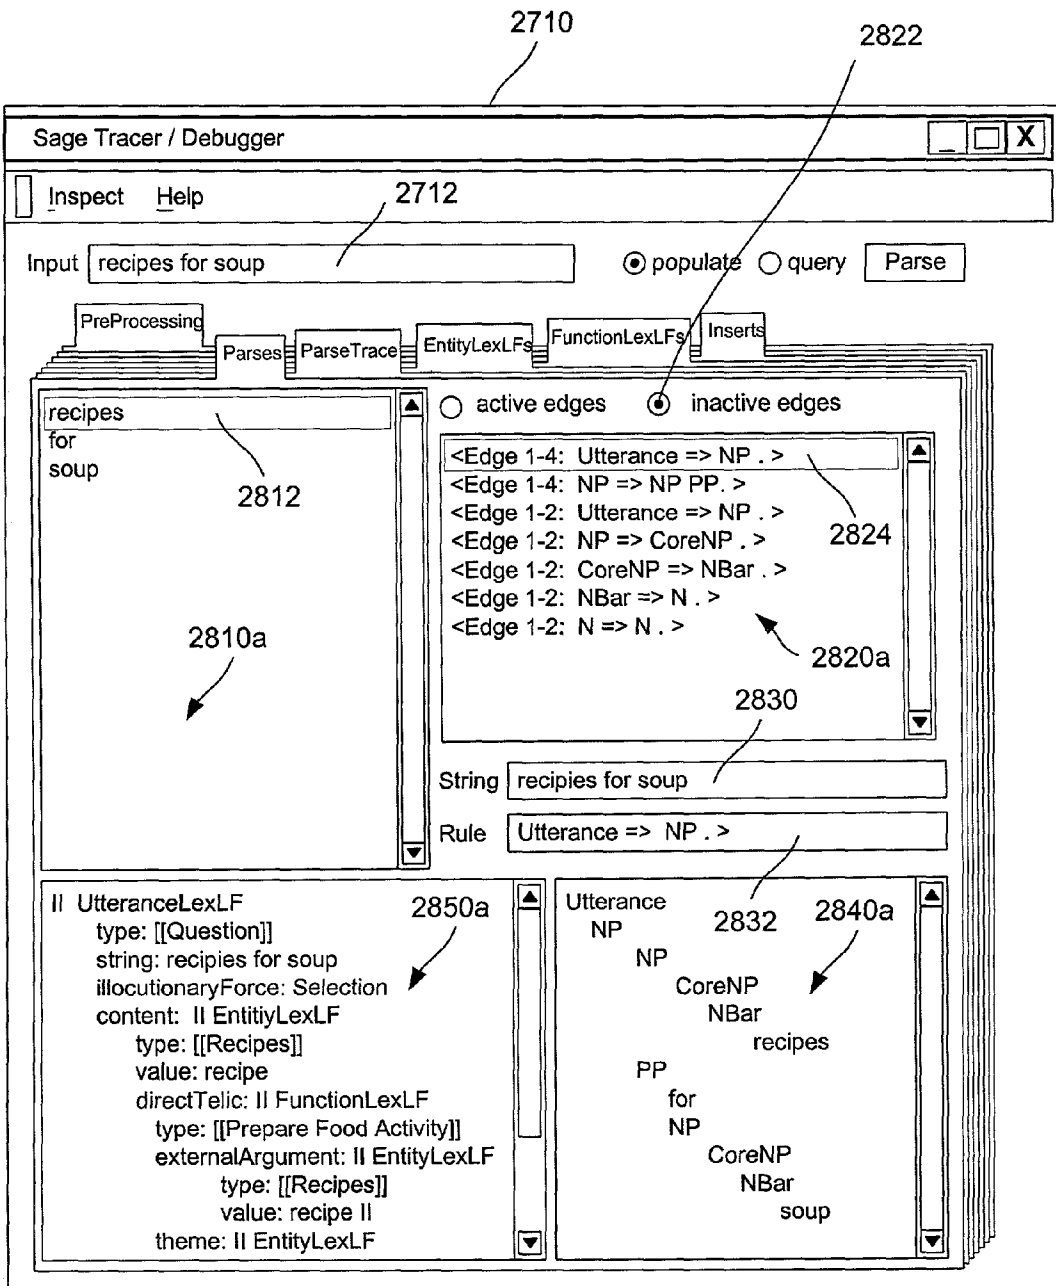 2710
2822
Sage Tracer / Debugger
_ X
Inspect Help
2712
Input recipes for soup populate query Parse
PreProcessing Parses ParseTrace EntityLexLFs FunctionLexLFs Inserts
recipes
for
soup
2812
2810a
active edges inactive edges
<Edge 1-4: Utterance => NP . >
<Edge 1-4: NP => NP PP. >
<Edge 1-2: Utterance => NP . >
<Edge 1-2: NP => CoreNP . >
<Edge 1-2: CoreNP => NBar . >
<Edge 1-2: NBar => N . >
<Edge 1-2: N => N . >
2824
2820a
2830
String recipies for soup
Rule Utterance => NP . >
2832
II UtteranceLexLF
type: [[Question]]
string: recipies for soup
illocutionaryForce: Selection
content: II EntitiyLexLF
type: [[Recipes]]
value: recipe
directTelic: II FunctionLexLF
type: [[Prepare Food Activity]]
externalArgument: II EntityLexLF
type: [[Recipes]]
value: recipe II
theme: II EntityLexLF
2850a
Utterance
NP
NP
CoreNP
NBar
recipes
PP
for
NP
CoreNP
NBar
soup
2840a